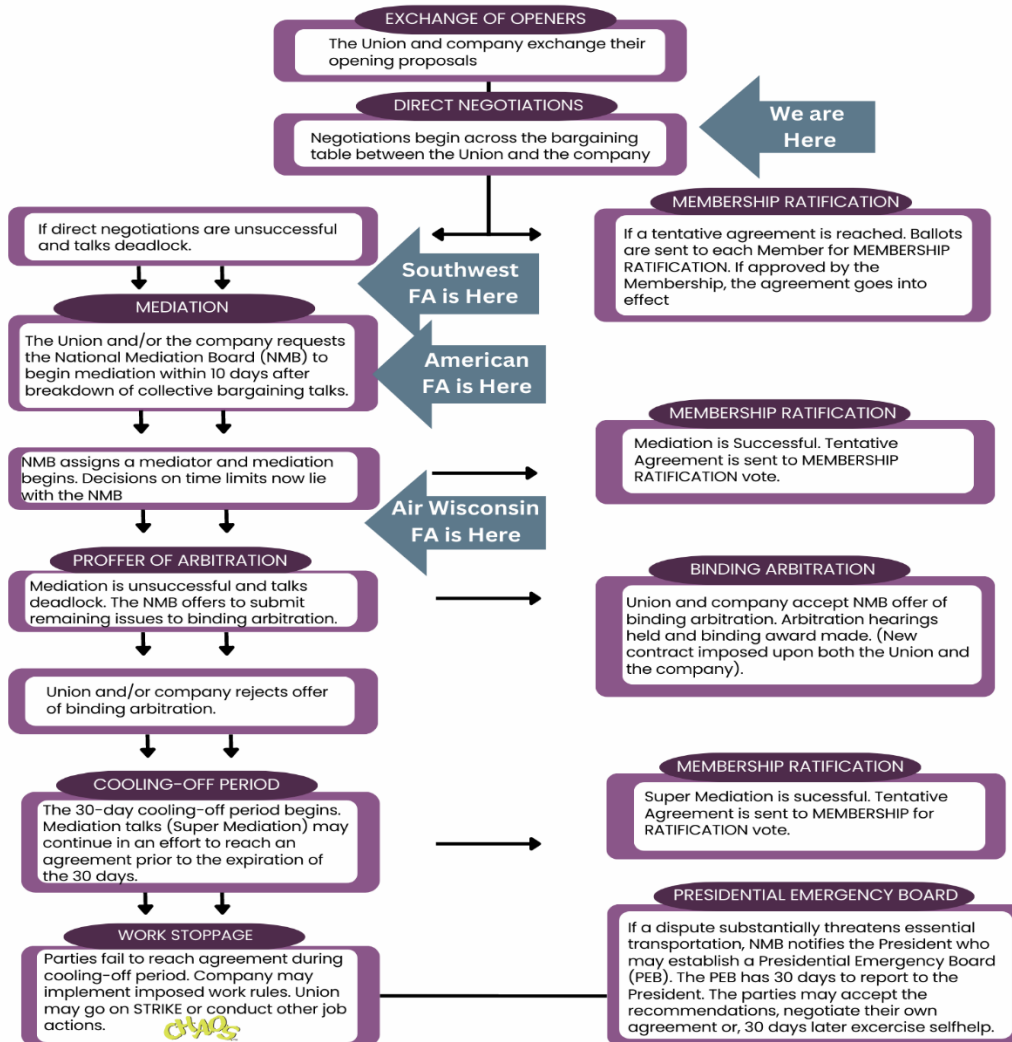 EXCHANGE OF OPENERS
The Union and company exchange their
opening proposals
DIRECT NEGOTIATIONS
Negotiations begin across the bargaining
table between the Union and the company
We are
Here
If direct negotiations are unsuccessful
and talks deadlock.
MEMBERSHIP RATIFICATION
If a tentative agreement is reached. Ballots
are sent to each Member for MEMBERSHIP
RATIFICATION. If approved by the
Membership, the agreement goes into
effect
Southwest
FA is Here
MEDIATION
The Union and/or the company requests
the National Mediation Board (NMB) to
begin mediation within 10 days after
breakdown of collective bargaining talks.
American
FA is Here
NMB assigns a mediator and mediation
begins. Decisions on time limits now lie
with the NMB
MEMBERSHIP RATIFICATION
Mediation is Successful. Tentative
Agreement is sent to MEMBERSHIP
RATIFICATION vote.
Air Wisconsin
FA is Here
PROFFER OF ARBITRATION
Mediation is unsuccessful and talks
deadlock. The NMB offers to submit
remaining issues to binding arbitration.
BINDING ARBITRATION
Union and company accept NMB offer of
binding arbitration. Arbitration hearings
held and binding award made. (New
contract imposed upon both the Union and
the company).
Union and/or company rejects offer
of binding arbitration.
COOLING-OFF PERIOD
The 30-day cooling-off period begins.
Mediation talks (Super Mediation) may
continue in an effort to reach an
agreement prior to the expiration of
the 30 days.
MEMBERSHIP RATIFICATION
Super Mediation is sucessful. Tentative
Agreement is sent to MEMBERSHIP for
RATIFICATION vote.
WORK STOPPAGE
Parties fail to reach agreement during
cooling-off period. Company may
implement imposed work rules. Union
may go on STRIKE or conduct other job
actions.
CHAOS
PRESIDENTIAL EMERGENCY BOARD
If a dispute substantially threatens essential
transportation, NMB notifies the President who
may establish a Presidential Emergency Board
(PEB). The PEB has 30 days to report to the
President. The parties may accept the
recommendations, negotiate their own
agreement or, 30 days later excercise selfhelp.